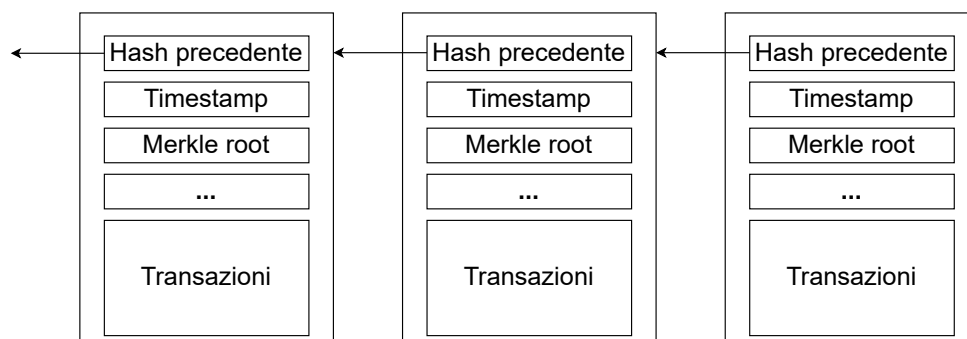 Hash precedente
Timestamp
Merkle root
...
Transazioni
Hash precedente
Timestamp
Merkle root
...
Transazioni
Hash precedente
Timestamp
Merkle root
...
Transazioni